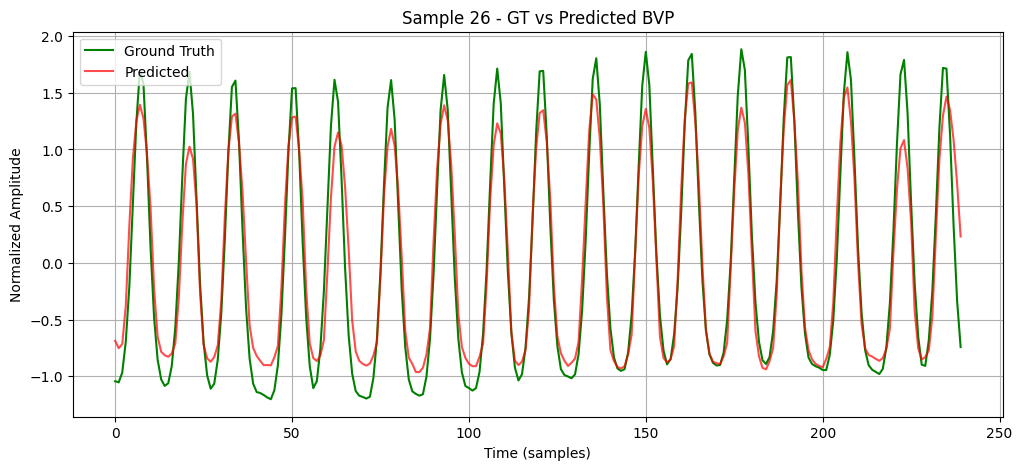 Sample 26 - GT vs Predicted BVP
Ground Truth
Predicted
Normalized Amplitude
2.0
1.5
1.0
0.5
0.0
−0.5
−1.0
0 50 100 150 200 250
Time (samples)